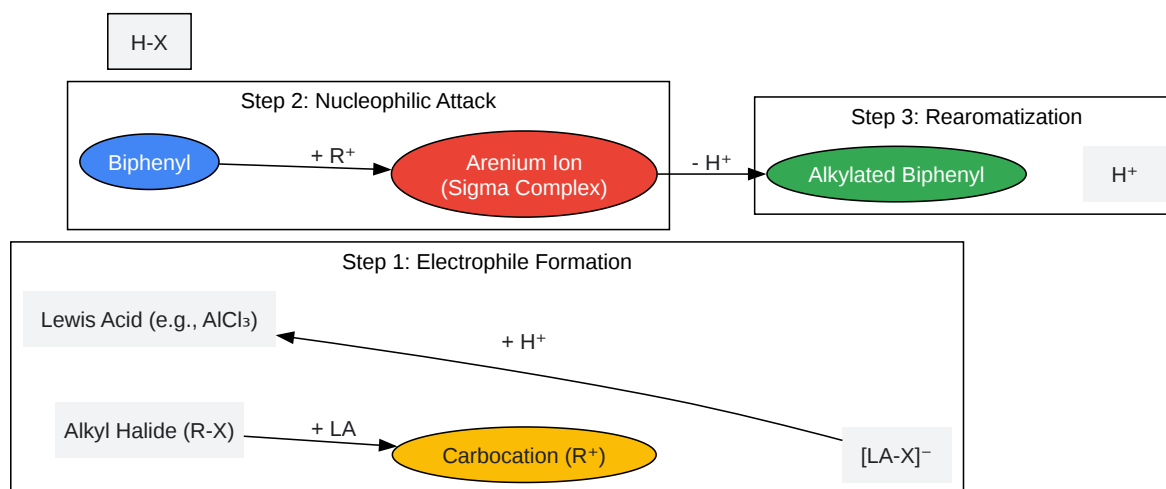 H-X
Step 2: Nucleophilic Attack
Biphenyl
+ R⁺
Arenium Ion
(Sigma Complex)
- H⁺
Step 3: Rearomatization
Alkylated Biphenyl
H⁺
Step 1: Electrophile Formation
Lewis Acid (e.g., AlCl₃)
+ H⁺
Alkyl Halide (R-X)
+ LA
Carbocation (R⁺)
[LA-X]⁻